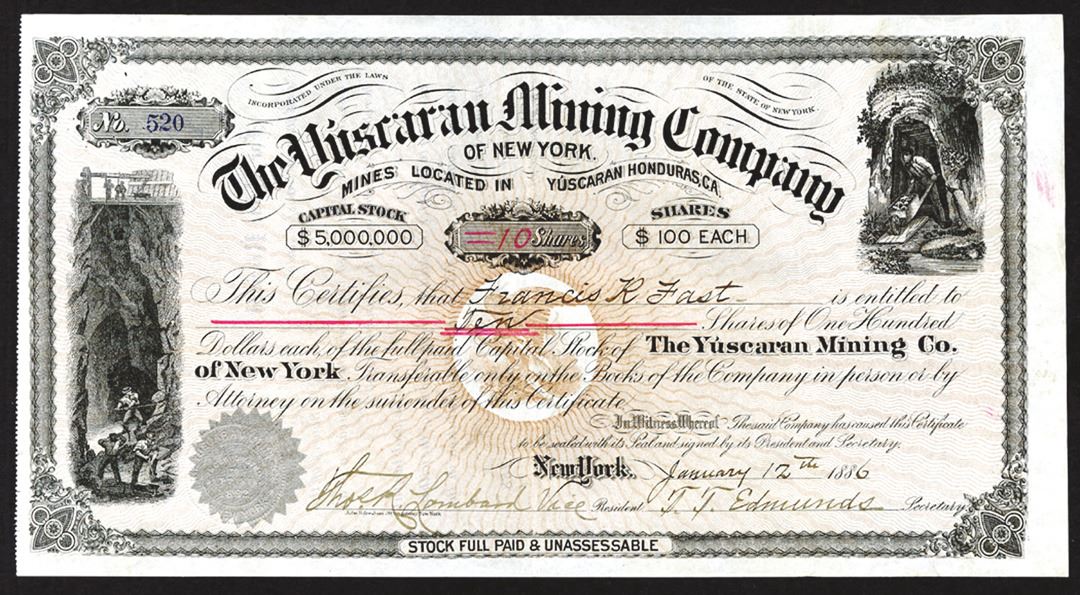 INCORPORATED UNDER THE LAWS OF THE STATE OF NEW YORK.
No. 520
The Yúscaran Mining Company
OF NEW YORK.
MINES LOCATED IN YÚSCARAN HONDURAS, C.A.
CAPITAL STOCK
$ 5,000,000
=10 Shares
SHARES
$ 100 EACH
This Certifies, that Francis R Fast is entitled to
Ten Shares of One Hundred
Dollars each, of the full paid Capital Stock of The Yúscaran Mining Co.
of New York Transferable only on the Books of the Company in person or by
Attorney on the surrender of this Certificate
In Witness Whereof The said Company has caused this Certificate
to be sealed with its Seal and signed by its President and Secretary.
New York, January 12th 1886
Thos R Lombard Vice President T. T. Edmunds Secretary.
STOCK FULL PAID & UNASSESSABLE